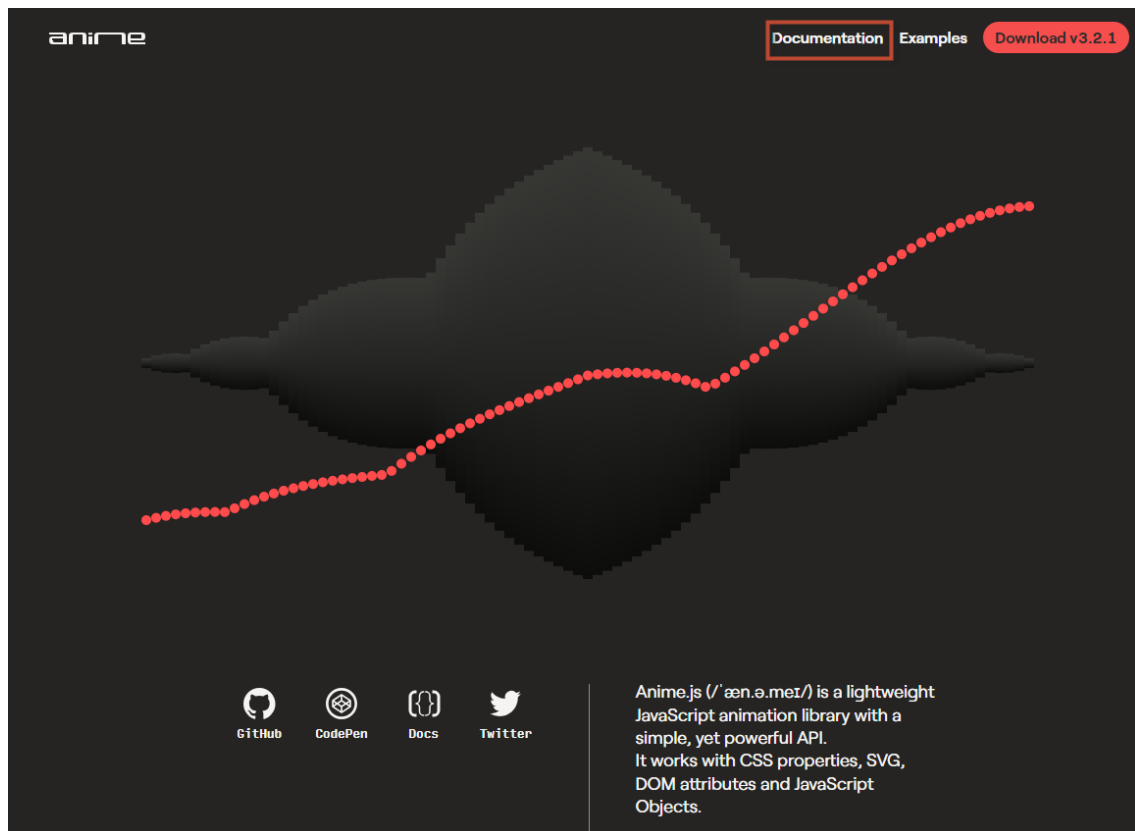 anime
Documentation Examples Download v3.2.1
GitHub CodePen Docs Twitter
Anime.js (/ˈæn.ə.meɪ/) is a lightweight
JavaScript animation library with a
simple, yet powerful API.
It works with CSS properties, SVG,
DOM attributes and JavaScript
Objects.